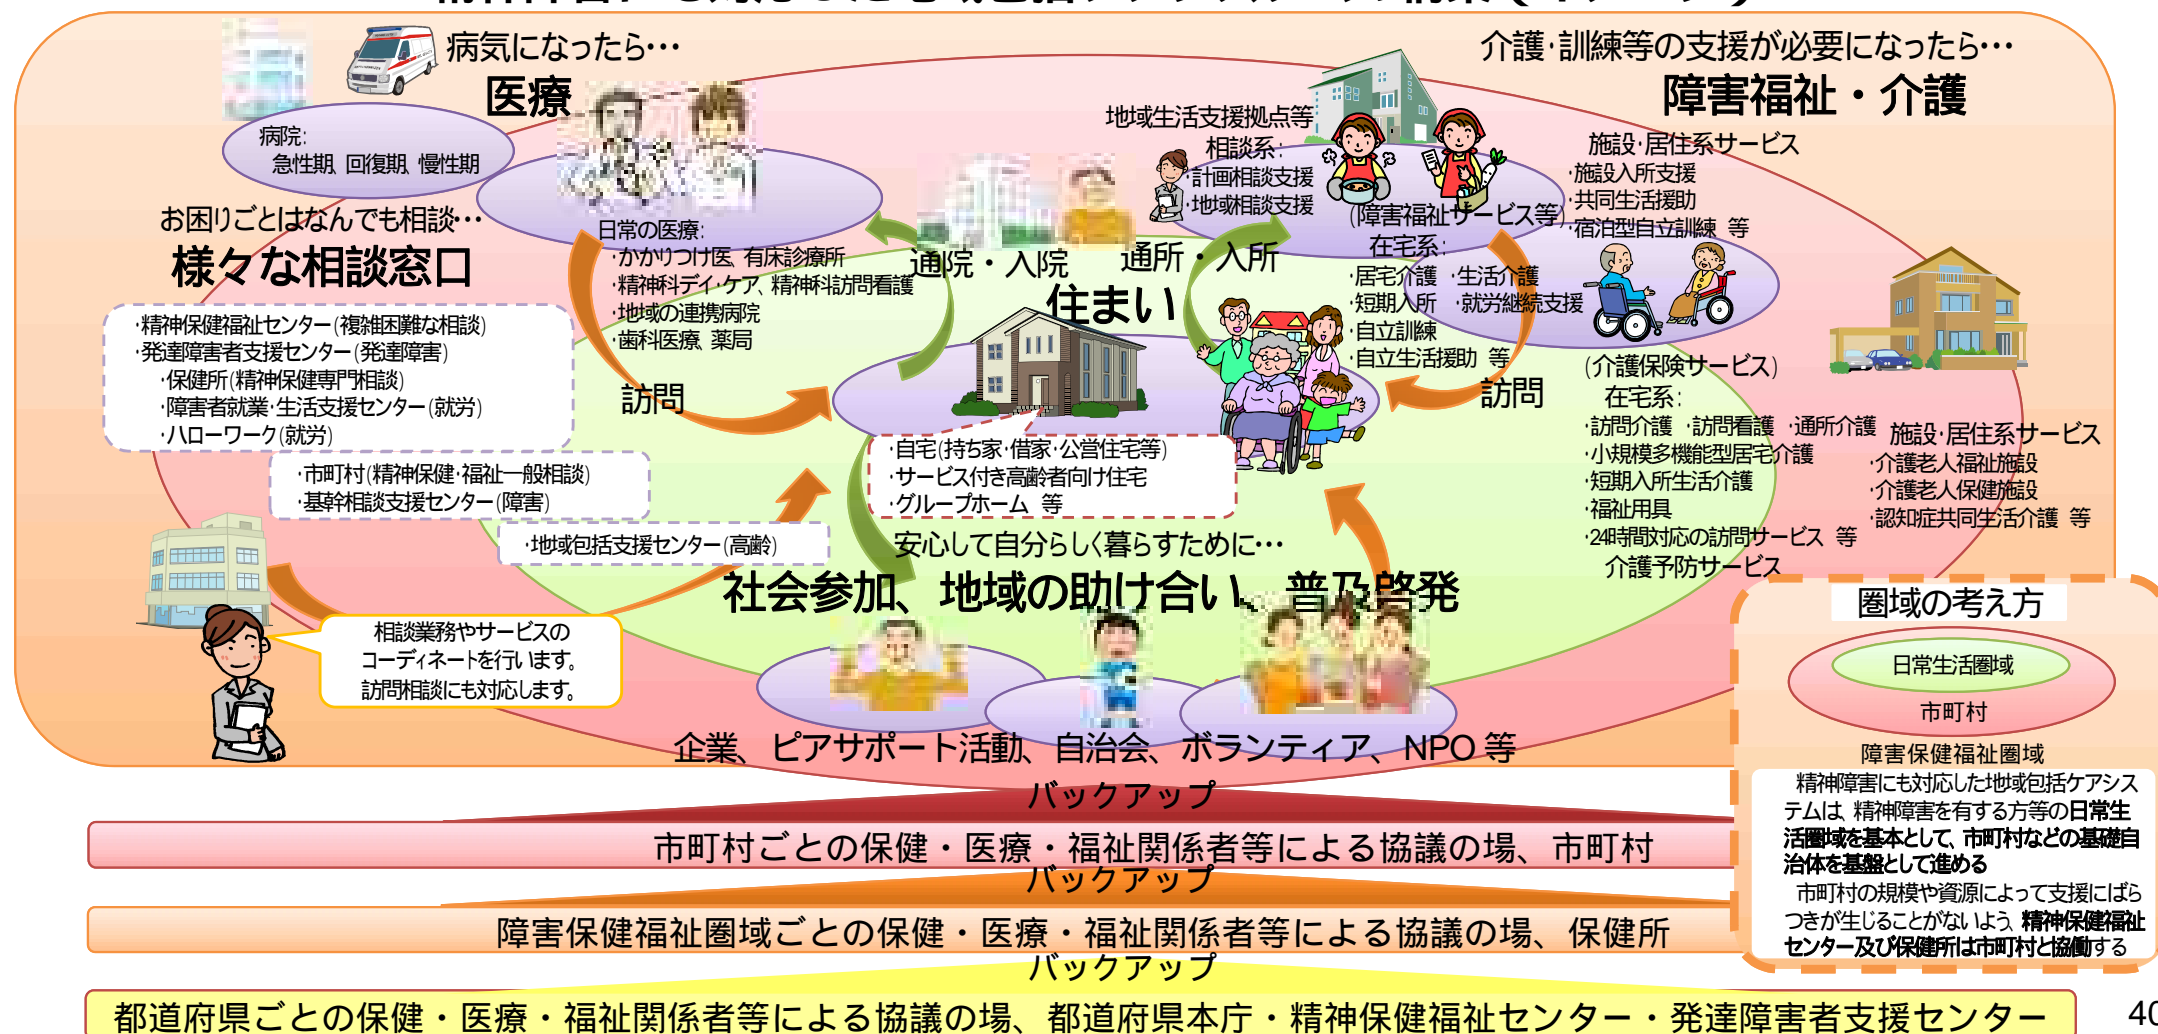 病気になったら…
医療
病院:
急性期、回復期、慢性期
お困りごとはなんでも相談…
様々な相談窓口
・精神保健福祉センター(複雑困難な相談)
・発達障害者支援センター(発達障害)
・保健所(精神保健専門相談)
・障害者就業・生活支援センター(就労)
・ハローワーク(就労)
・市町村(精神保健・福祉一般相談)
・基幹相談支援センター(障害)
・地域包括支援センター(高齢)
相談業務やサービスの
コーディネートを行います。
訪問相談にも対応します。
日常の医療:
・かかりつけ医、有床診療所
・精神科デイ・ケア、精神科訪問看護
・地域の連携病院
・歯科医療、薬局
訪問
通院・入院
通所・入所
住まい
・自宅(持ち家・借家・公営住宅等)
・サービス付き高齢者向け住宅
・グループホーム 等
介護・訓練等の支援が必要になったら…
障害福祉・介護
地域生活支援拠点等
相談系:
・計画相談支援
・地域相談支援
(障害福祉サービス等)
在宅系:
・居宅介護 ・生活介護
・短期入所 ・就労継続支援
・自立訓練
・自立生活援助 等
施設・居住系サービス
・施設入所支援
・共同生活援助
・宿泊型自立訓練 等
訪問
(介護保険サービス)
在宅系:
・訪問介護 ・訪問看護 ・通所介護
・小規模多機能型居宅介護
・短期入所生活介護
・福祉用具
・24時間対応の訪問サービス 等
介護予防サービス
施設・居住系サービス
・介護老人福祉施設
・介護老人保健施設
・認知症共同生活介護 等
安心して自分らしく暮らすために…
社会参加、地域の助け合い、普及啓発
企業、ピアサポート活動、自治会、ボランティア、NPO 等
圏域の考え方
日常生活圏域
市町村
障害保健福祉圏域
精神障害にも対応した地域包括ケアシス
テムは、精神障害を有する方等の日常生
活圏域を基本として、市町村などの基礎自
治体を基盤として進める
市町村の規模や資源によって支援にばら
つきが生じることがないよう、精神保健福祉
センター及び保健所は市町村と協働する
バックアップ
市町村ごとの保健・医療・福祉関係者等による協議の場、市町村
バックアップ
障害保健福祉圏域ごとの保健・医療・福祉関係者等による協議の場、保健所
バックアップ
都道府県ごとの保健・医療・福祉関係者等による協議の場、都道府県本庁・精神保健福祉センター・発達障害者支援センター
40